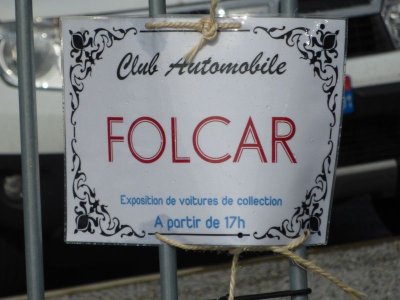 Club Automobile
FOLCAR
Exposition de voitures de collection
A partir de 17h